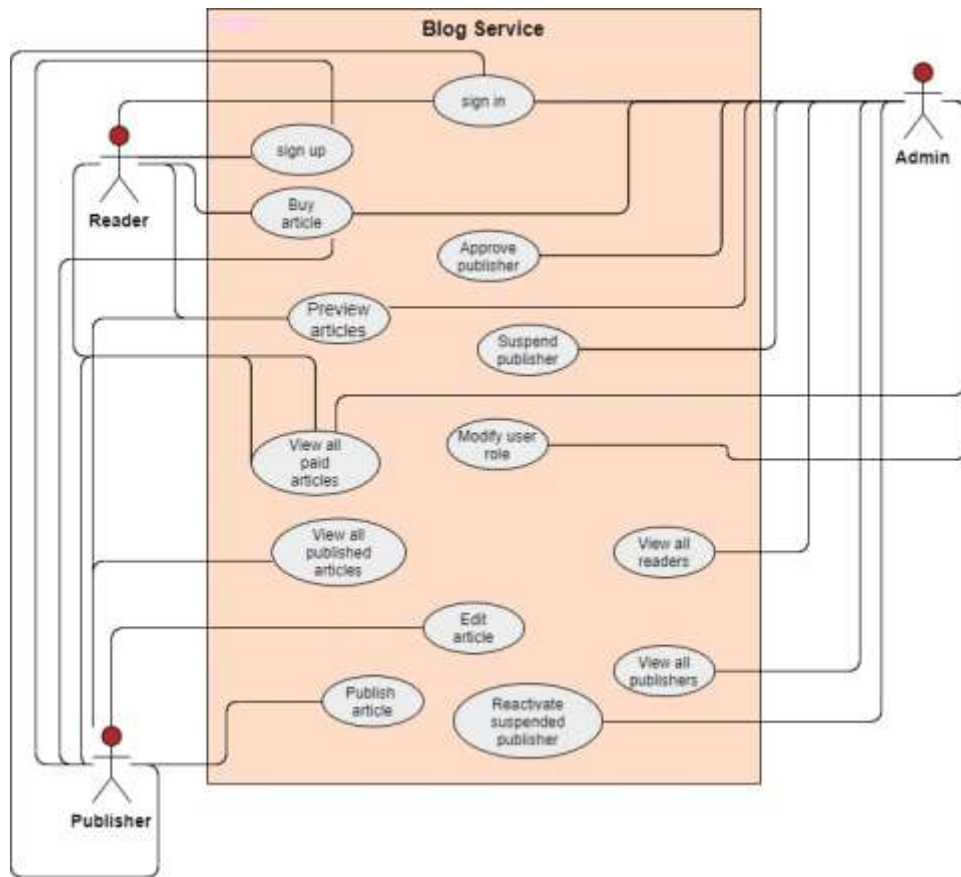 Blog Service
sign in
Admin
sign up
Reader
Buy
article
Approve
publisher
Preview
articles
Suspend
publisher
Modify user
role
View all
paid
articles
View all
published
articles
View all
readers
Edit
article
View all
publishers
Publish
article
Reactivate
suspended
publisher
Publisher